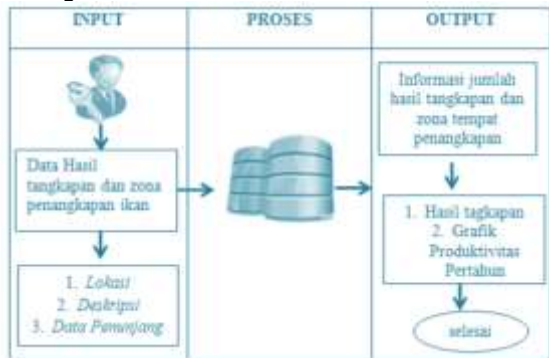 INPUT
PROSES
OUTPUT
Data Hasil
tangkapan dan zona
penangkapan ikan
1. Lokasi
2. Deskripsi
3. Data Penunjang
Informasi jumlah
hasil tangkapan dan
zona tempat
penangkapan
1. Hasil tagkapan
2. Grafik
Produktivitas
Pertahun
selesai